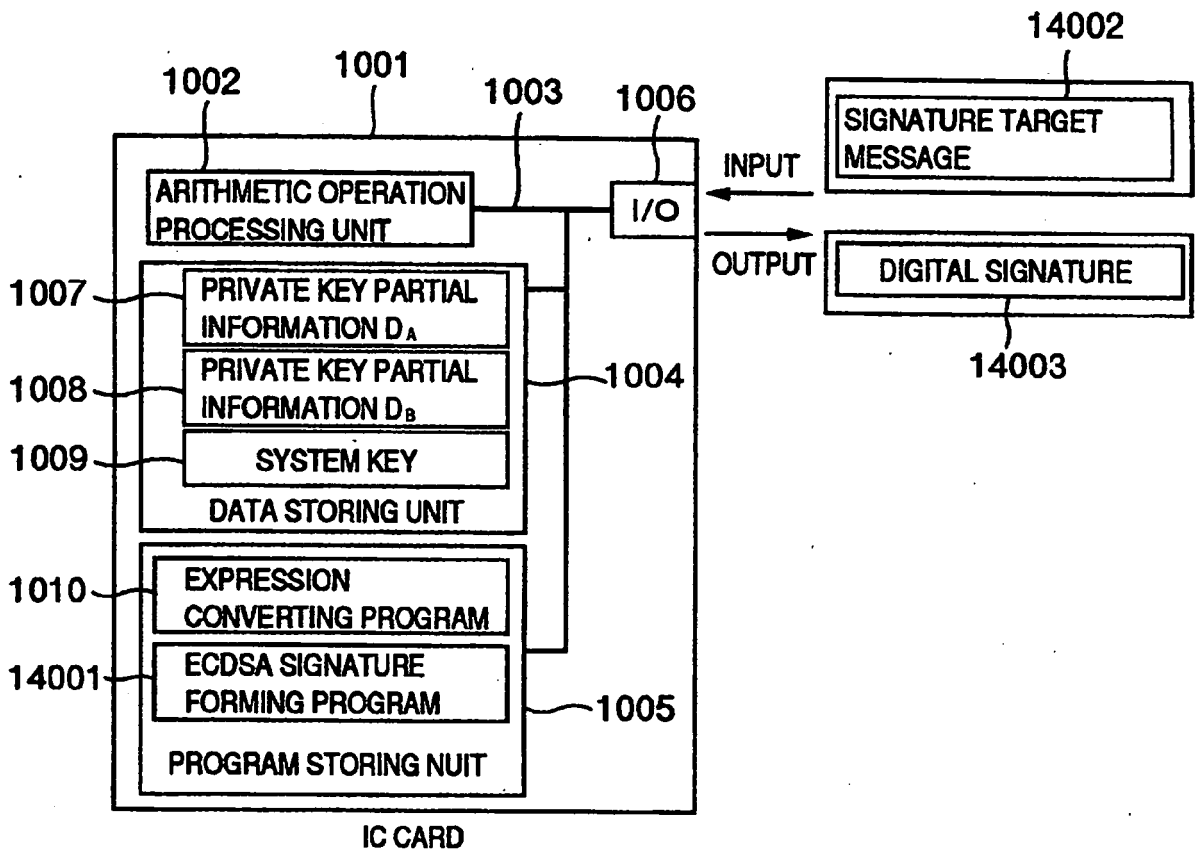 14002
1001
1002
1003
1006
SIGNATURE TARGET
MESSAGE
INPUT
ARITHMETIC OPERATION
PROCESSING UNIT
I/O
OUTPUT
DIGITAL SIGNATURE
14003
1007
PRIVATE KEY PARTIAL
INFORMATION DA
1008
PRIVATE KEY PARTIAL
INFORMATION DB
1004
1009
SYSTEM KEY
DATA STORING UNIT
1010
EXPRESSION
CONVERTING PROGRAM
14001
ECDSA SIGNATURE
FORMING PROGRAM
1005
PROGRAM STORING NUIT
IC CARD